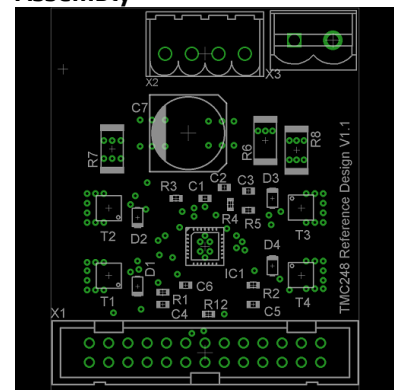 Assembly
X2
X3
C7
R7
R6
R8
C2
R3
C1
C3
D3
R4
R5
T2
D2
T3
D4
IC1
D1
T1
C6
R2
T4
X1
R1
C4
R12
C5
TMC248 Reference Design V1.1